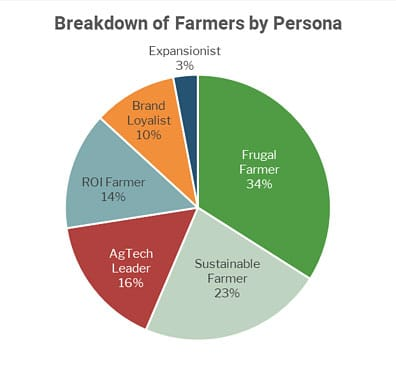 Breakdown of Farmers by Persona
Expansionist
3%
Brand
Loyalist
10%
Frugal
Farmer
34%
ROI Farmer
14%
AgTech
Leader
16%
Sustainable
Farmer
23%